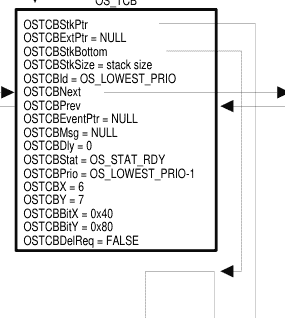 OS_TCB
OSTCBStkPtr
OSTCBExtPtr = NULL
OSTCBStkBottom
OSTCBStkSize = stack size
OSTCBId = OS_LOWEST_PRIO
OSTCBNext
OSTCBPrev
OSTCBEventPtr = NULL
OSTCBMsg = NULL
OSTCBDly = 0
OSTCBStat = OS_STAT_RDY
OSTCBPrio = OS_LOWEST_PRIO-1
OSTCBX = 6
OSTCBY = 7
OSTCBBitX = 0x40
OSTCBBitY = 0x80
OSTCBDelReq = FALSE